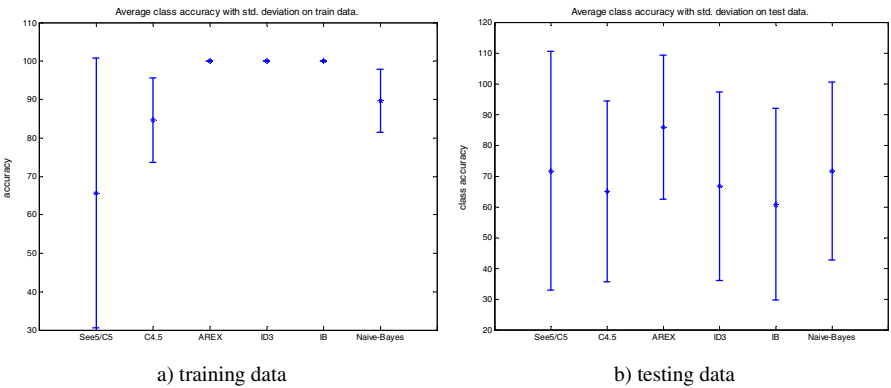 Average class accuracy with std. deviation on train data.
110
100
90
80
70
60
50
40
30
accuracy
See5/C5 C4.5 AREX ID3 IB Naive-Bayes
a) training data
Average class accuracy with std. deviation on test data.
120
110
100
90
80
70
60
50
40
30
20
class accuracy
See5/C5 C4.5 AREX ID3 IB Naive-Bayes
b) testing data